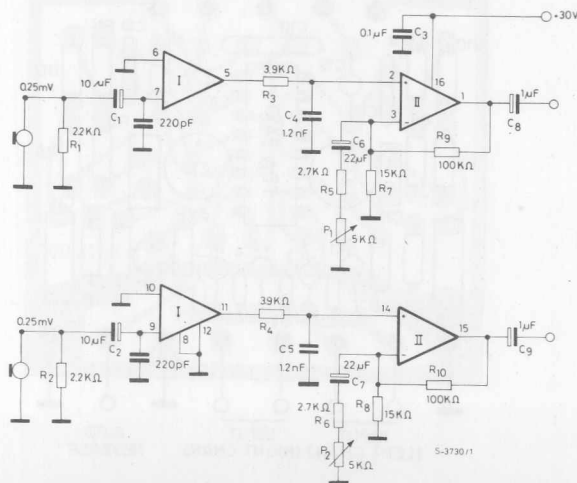 +30V
0.1µF
C3
6
I
5
3.9KΩ
R3
2
II
16
1
1µF
C8
10µF
7
0.25mV
C1
220pF
22KΩ
R1
C4
1.2nF
3
C6
22µF
R9
100KΩ
2.7KΩ
R5
15KΩ
R7
P1
5KΩ
10
I
11
39KΩ
R4
14
II
15
1µF
C9
0.25mV
10µF
9
C2
8
12
220pF
R2
2.2KΩ
C5
1.2nF
22µF
C7
R10
100KΩ
2.7KΩ
R6
R8
15KΩ
P2
5KΩ
S-3730/1